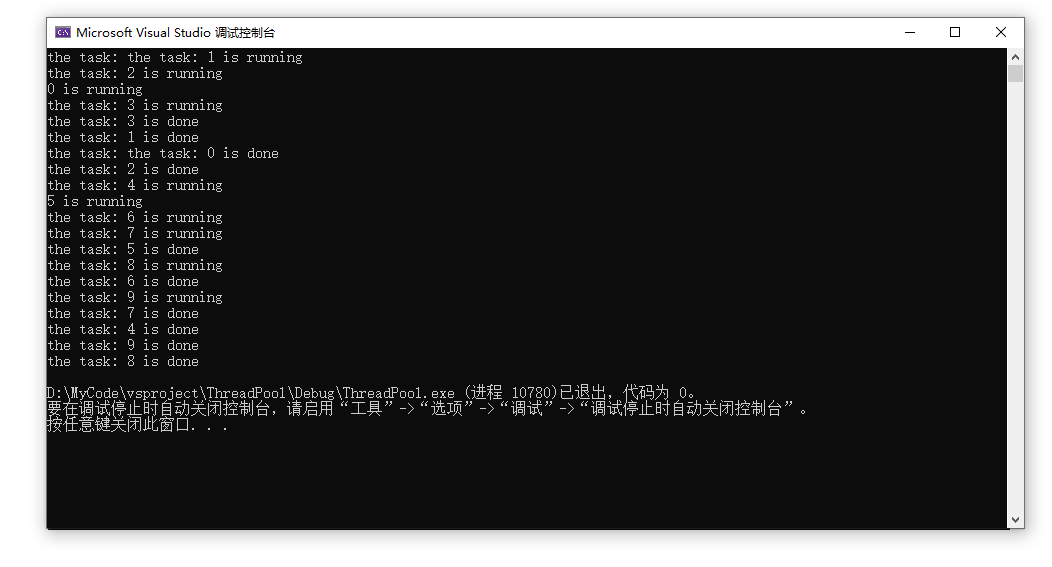 Microsoft Visual Studio 调试控制台
the task: the task: 1 is running
the task: 2 is running
0 is running
the task: 3 is running
the task: 3 is done
the task: 1 is done
the task: the task: 0 is done
the task: 2 is done
the task: 4 is running
5 is running
the task: 6 is running
the task: 7 is running
the task: 5 is done
the task: 8 is running
the task: 6 is done
the task: 9 is running
the task: 7 is done
the task: 4 is done
the task: 9 is done
the task: 8 is done
D:\MyCode\vsproject\ThreadPool\Debug\ThreadPool.exe (进程 10780)已退出，代码为 0。
要在调试停止时自动关闭控制台，请启用“工具”->“选项”->“调试”->“调试停止时自动关闭控制台”。
按任意键关闭此窗口. . .